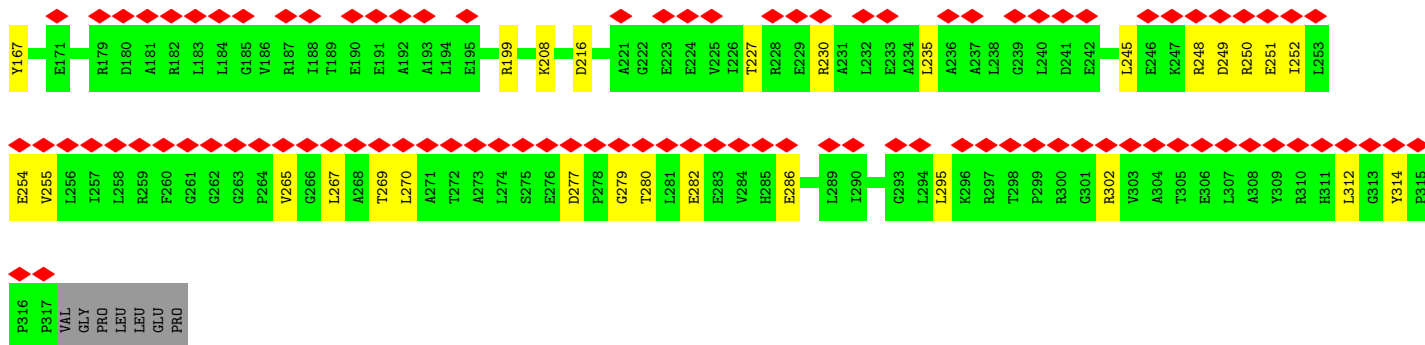 Y167 E171 R179 D180 A181 R182 L183 L184 G185 V186 R187 I188 T189 E190 E191 A192 A193 L194 E195 R199 K208 D216 A221 G222 E223 E224 V225 I226 T227 R228 E229 R230 A231 L232 E233 A234 L235 A236 A237 L238 G239 L240 D241 E242 L245 E246 K247 R248 D249 R250 E251 I252 L253
E254 V255 L256 I257 L258 R259 F260 G261 G262 G263 P264 V265 G266 L267 A268 T269 L270 A271 T272 A273 L274 S275 E276 D277 P278 G279 T280 L281 E282 E283 V284 H285 E286 L289 I290 G293 L294 L295 K296 R297 T298 P299 R300 G301 R302 V303 A304 T305 E306 L307 A308 Y309 R310 H311 L312 G313 Y314 P315
P316 P317 VAL GLY PRO LEU LEU GLU PRO